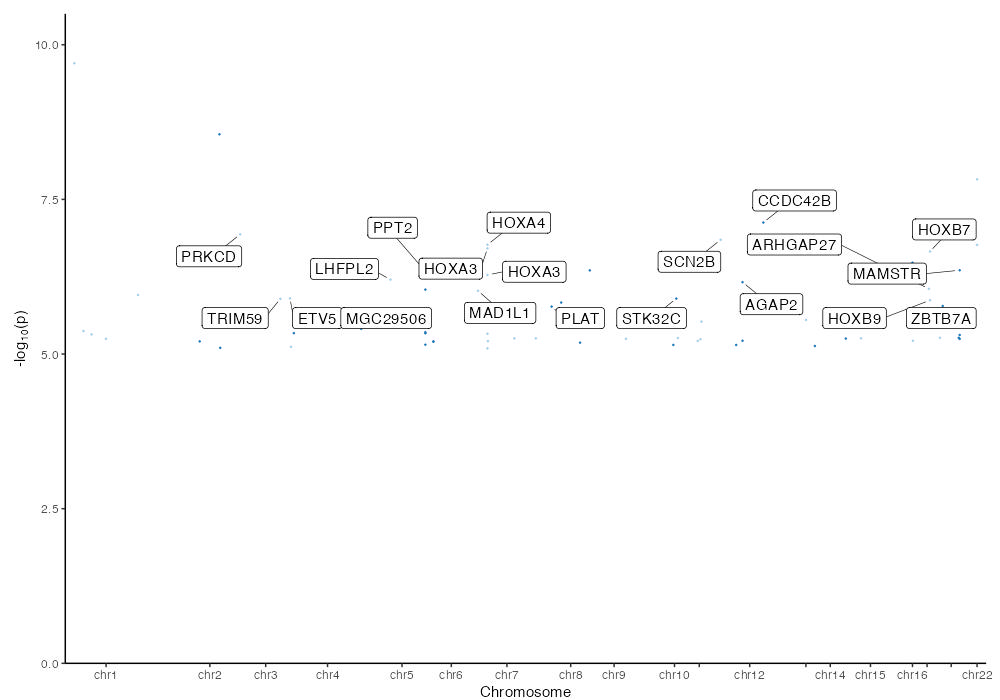 10.0
7.5
5.0
2.5
0.0
-log10(p)
CCDC42B
HOXA4
PPT2
HOXB7
ARHGAP27
PRKCD
SCN2B
LHFPL2
HOXA3
HOXA3
MAMSTR
AGAP2
MAD1L1
TRIM59
ETV5
MGC29506
PLAT
STK32C
HOXB9
ZBTB7A
chr1 chr2 chr3 chr4 chr5 chr6 chr7 chr8 chr9 chr10 chr12 chr14 chr15 chr16 chr22
Chromosome